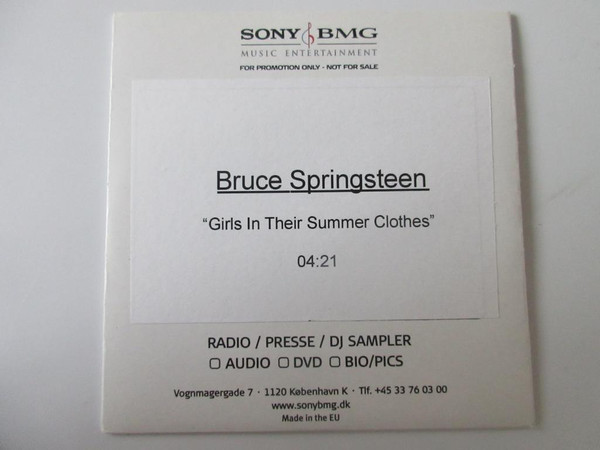 SONY BMG
MUSIC ENTERTAINMENT
FOR PROMOTION ONLY - NOT FOR SALE
Bruce Springsteen
“Girls In Their Summer Clothes”
04:21
RADIO / PRESSE / DJ SAMPLER
▢ AUDIO ▢ DVD ▢ BIO/PICS
Vognmagergade 7 · 1120 København K · Tlf. +45 33 76 03 00
www.sonybmg.dk
Made in the EU